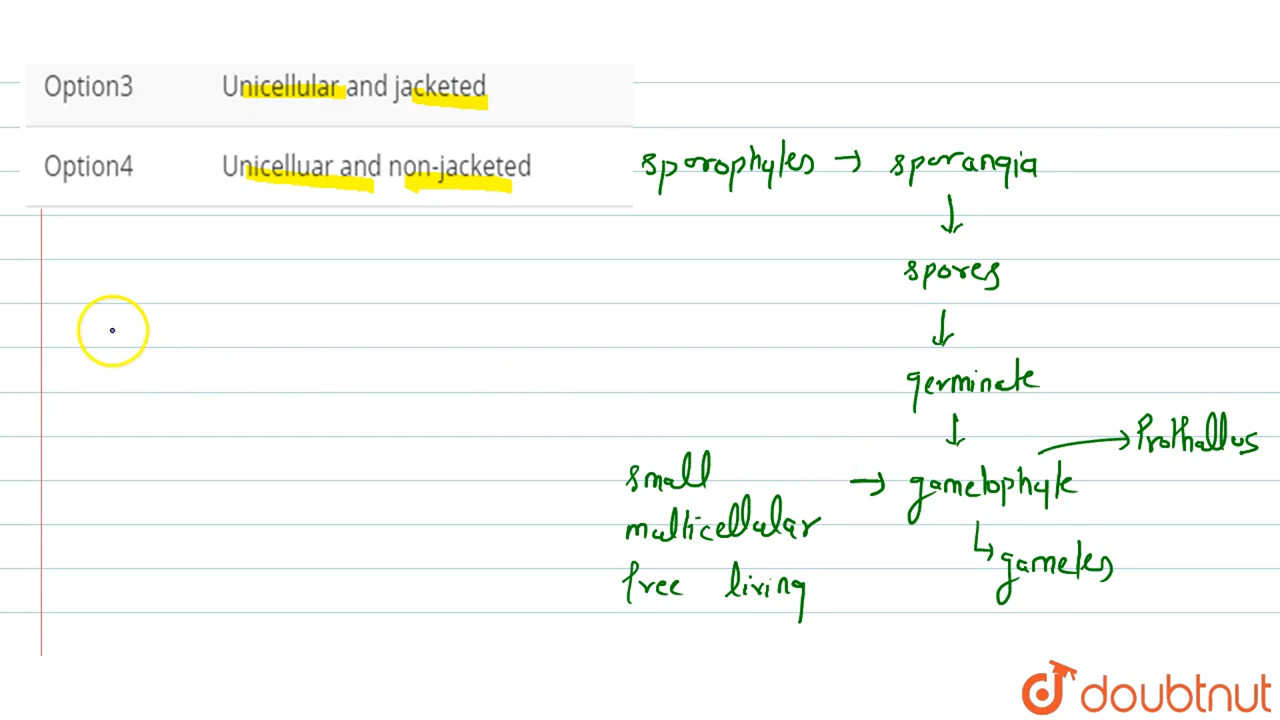 Option3 Unicellular and jacketed
Option4 Unicelluar and non-jacketed
sporophyles → sporangia
↓
spores
↓
germinate
↓
→ Prothallus
small → gametophyte
multicellular
↳ gametes
free living
doubtnut